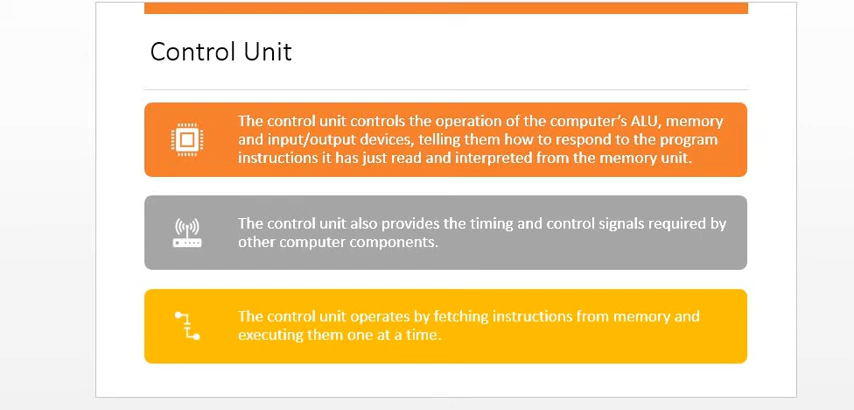 Control Unit
The control unit controls the operation of the computer's ALU, memory
and input/output devices, telling them how to respond to the program
instructions it has just read and interpreted from the memory unit.
The control unit also provides the timing and control signals required by
other computer components.
The control unit operates by fetching instructions from memory and
executing them one at a time.